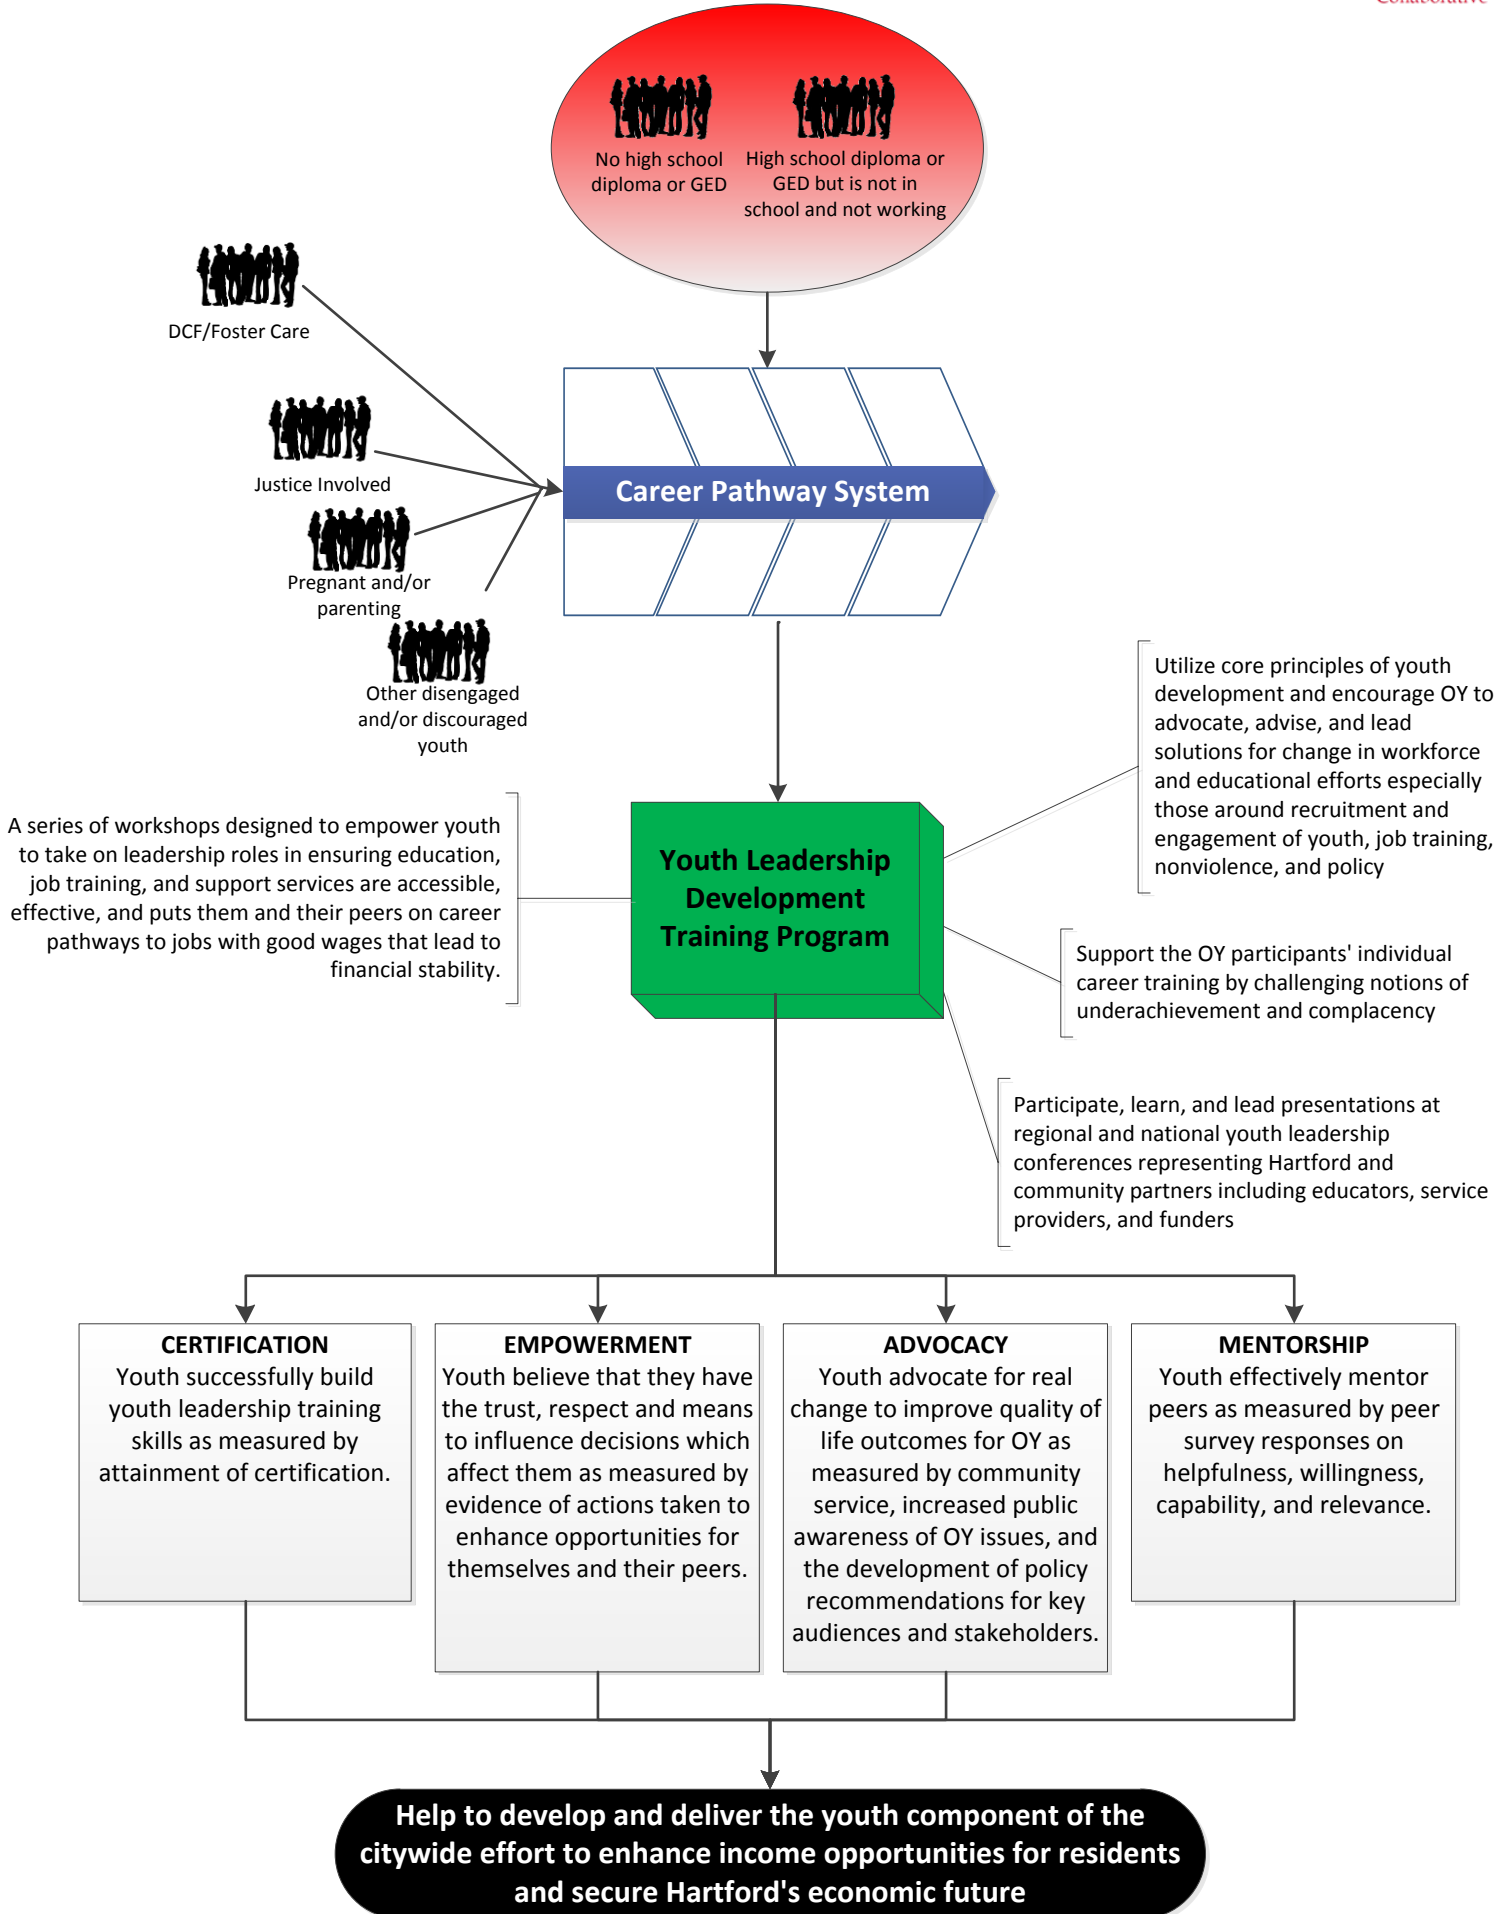 Collaborative
No high school
diploma or GED
High school diploma or
GED but is not in
school and not working
DCF/Foster Care
Justice Involved
Pregnant and/or
parenting
Other disengaged
and/or discouraged
youth
Career Pathway System
Utilize core principles of youth
development and encourage OY to
advocate, advise, and lead
solutions for change in workforce
and educational efforts especially
those around recruitment and
engagement of youth, job training,
nonviolence, and policy
A series of workshops designed to empower youth
to take on leadership roles in ensuring education,
job training, and support services are accessible,
effective, and puts them and their peers on career
pathways to jobs with good wages that lead to
financial stability.
Youth Leadership
Development
Training Program
Support the OY participants' individual
career training by challenging notions of
underachievement and complacency
Participate, learn, and lead presentations at
regional and national youth leadership
conferences representing Hartford and
community partners including educators, service
providers, and funders
CERTIFICATION
Youth successfully build
youth leadership training
skills as measured by
attainment of certification.
EMPOWERMENT
Youth believe that they have
the trust, respect and means
to influence decisions which
affect them as measured by
evidence of actions taken to
enhance opportunities for
themselves and their peers.
ADVOCACY
Youth advocate for real
change to improve quality of
life outcomes for OY as
measured by community
service, increased public
awareness of OY issues, and
the development of policy
recommendations for key
audiences and stakeholders.
MENTORSHIP
Youth effectively mentor
peers as measured by peer
survey responses on
helpfulness, willingness,
capability, and relevance.
Help to develop and deliver the youth component of the
citywide effort to enhance income opportunities for residents
and secure Hartford's economic future